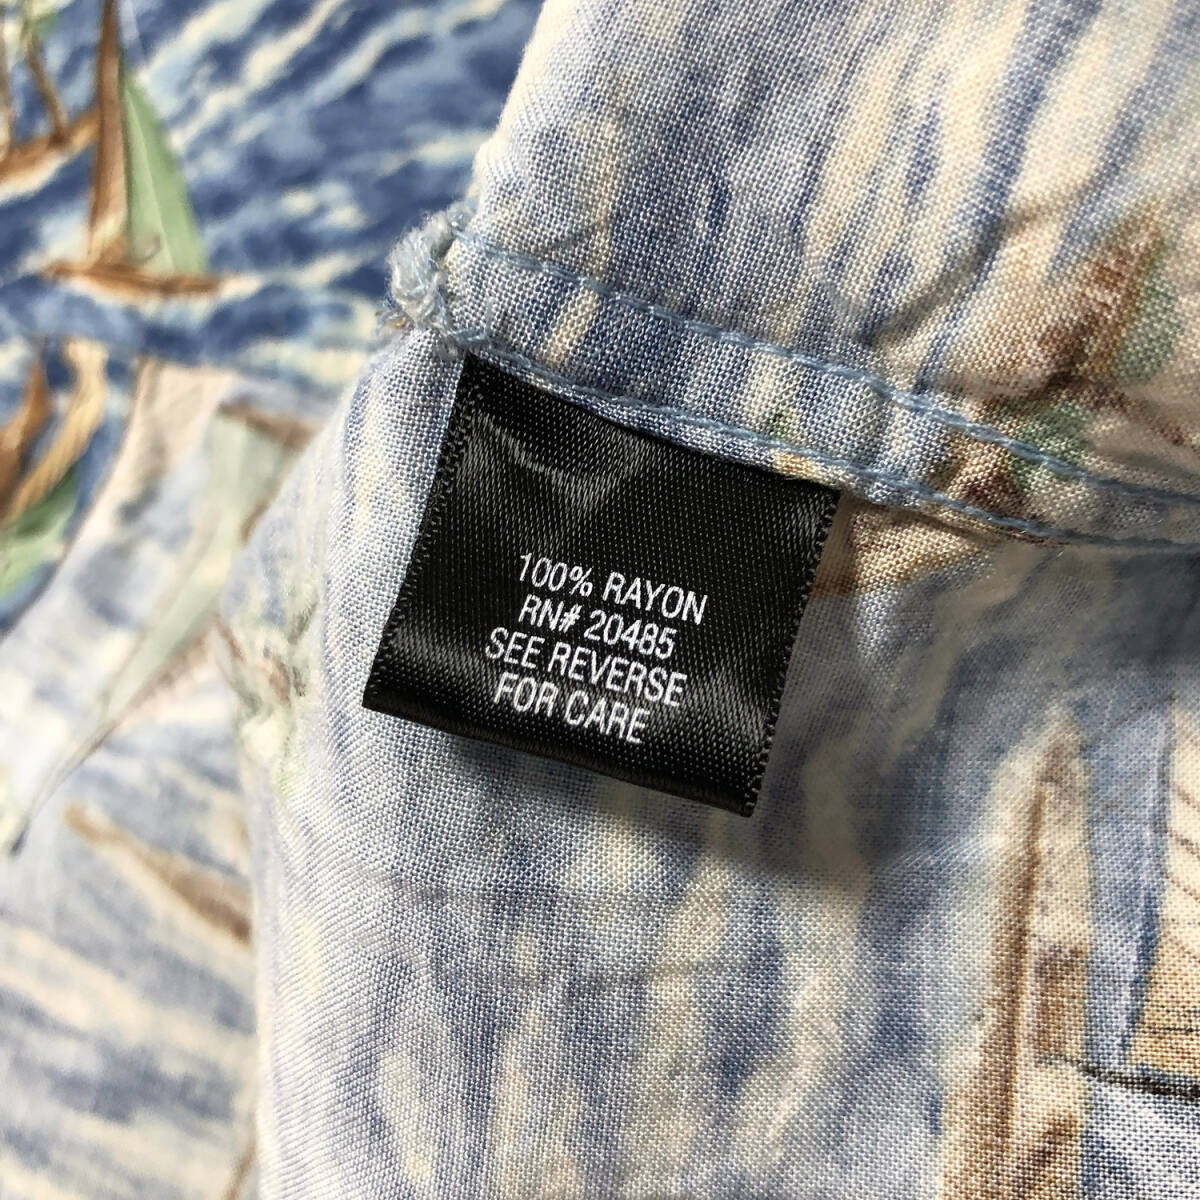 100% RAYON
RN# 20485
SEE REVERSE
FOR CARE